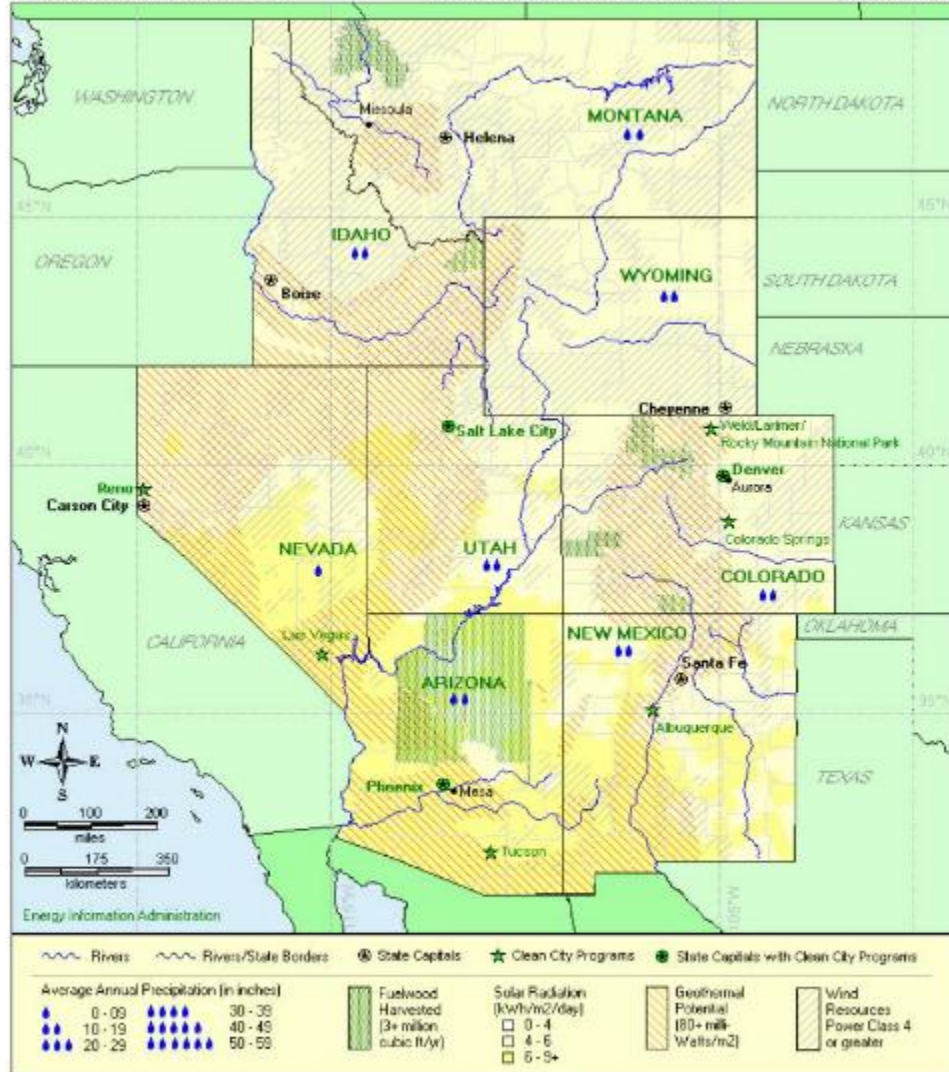 WASHINGTON
NORTH DAKOTA
Missoula
Helena
MONTANA
45°N
45°N
IDAHO
OREGON
Boise
WYOMING
SOUTH DAKOTA
NEBRASKA
Cheyenne
Weld/Larimer/
Rocky Mountain National Park
Salt Lake City
40°N
40°N
Denver
Aurora
Reno
Carson City
KANSAS
Colorado Springs
NEVADA
UTAH
COLORADO
CALIFORNIA
Las Vegas
NEW MEXICO
OKLAHOMA
Santa Fe
ARIZONA
35°N
35°N
Albuquerque
N
W E
S
TEXAS
Phoenix
Mesa
0 100 200
miles
0 175 350
kilometers
Tucson
Energy Information Administration
Rivers Rivers/State Borders State Capitals Clean City Programs State Capitals with Clean City Programs
Average Annual Precipitation (in inches)
0 - 09 30 - 39
10 - 19 40 - 49
20 - 29 50 - 59
Fuelwood
Harvested
(3+ million
cubic ft/yr)
Solar Radiation
(kWh/m2/day)
0 - 4
4 - 6
6 - 9+
Geothermal
Potential
(80+ milli-
Watts/m2)
Wind
Resources
Power Class 4
or greater